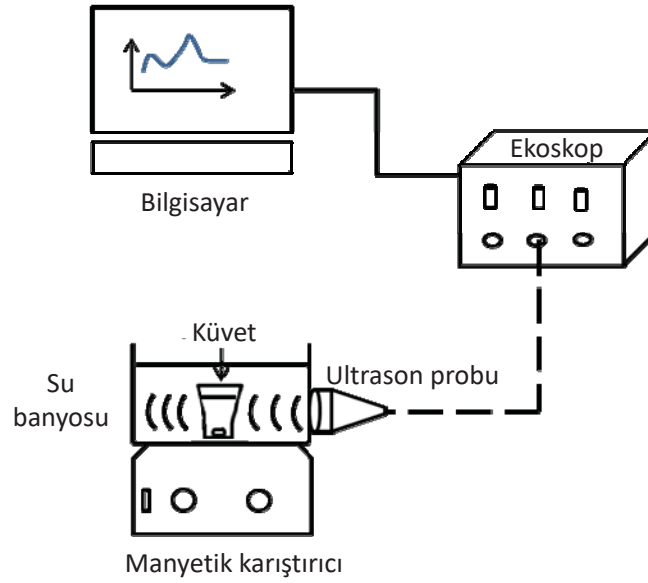 Ekoskop
Bilgisayar
Küvet
Ultrason probu
Su
banyosu
Manyetik karıştırıcı